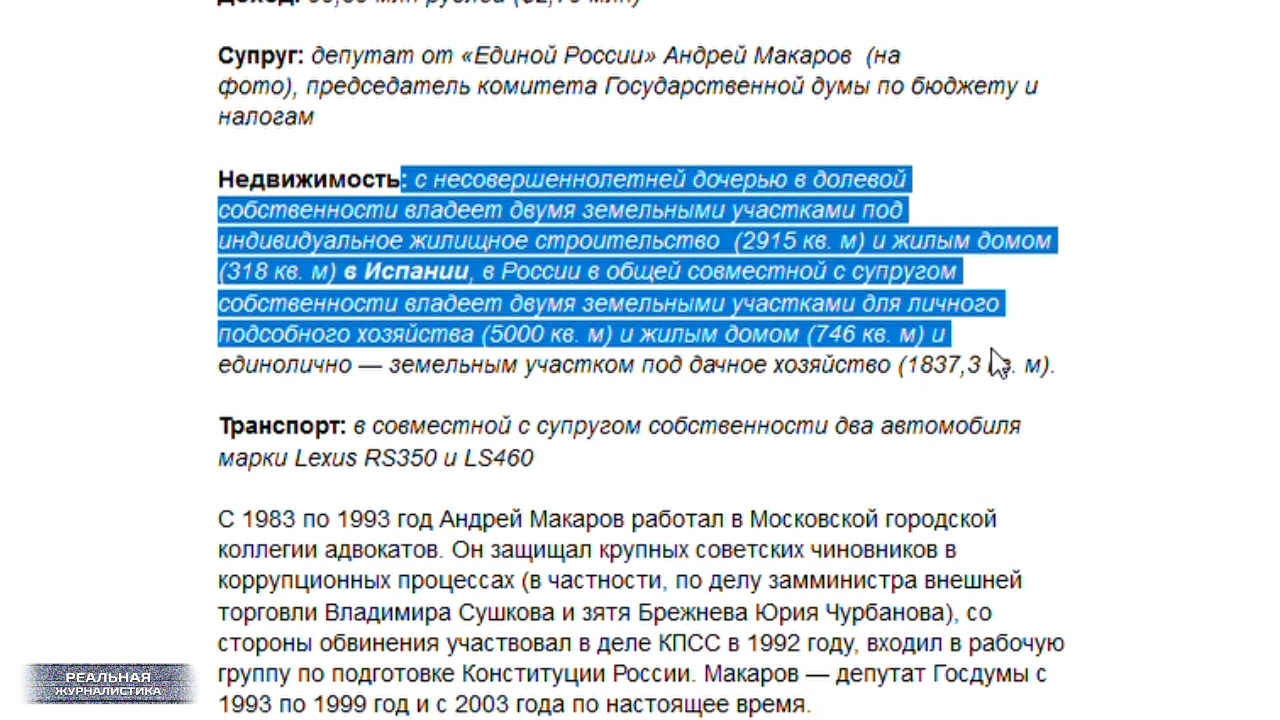 Супруг: депутат от «Единой России» Андрей Макаров (на
фото), председатель комитета Государственной думы по бюджету и
налогам
Недвижимость: с несовершеннолетней дочерью в долевой
собственности владеет двумя земельными участками под
индивидуальное жилищное строительство (2915 кв. м) и жилым домом
(318 кв. м) в Испании, в России в общей совместной с супругом
собственности владеет двумя земельными участками для личного
подсобного хозяйства (5000 кв. м) и жилым домом (746 кв. м) и
единолично — земельным участком под дачное хозяйство (1837,3 кв. м).
Транспорт: в совместной с супругом собственности два автомобиля
марки Lexus RS350 и LS460
С 1983 по 1993 год Андрей Макаров работал в Московской городской
коллегии адвокатов. Он защищал крупных советских чиновников в
коррупционных процессах (в частности, по делу замминистра внешней
торговли Владимира Сушкова и зятя Брежнева Юрия Чурбанова), со
стороны обвинения участвовал в деле КПСС в 1992 году, входил в рабочую
группу по подготовке Конституции России. Макаров — депутат Госдумы с
1993 по 1999 год и с 2003 года по настоящее время.
РЕАЛЬНАЯ
ЖУРНАЛИСТИКА